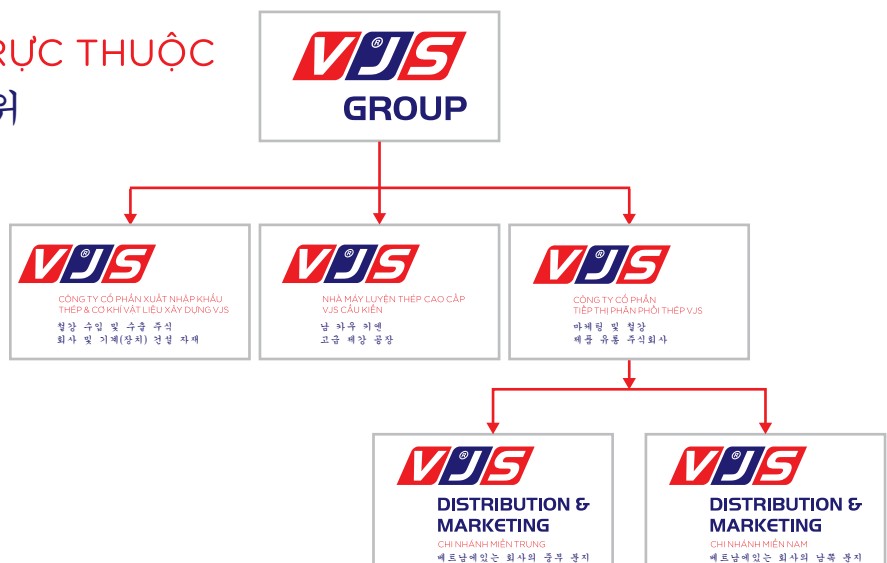 RỰC THUỘC
위
VJS®
GROUP
VJS®
CÔNG TY CỔ PHẦN XUẤT NHẬP KHẨU
THÉP & CƠ KHÍ VẬT LIỆU XÂY DỰNG VJS
철강 수입 및 수출 주식
회사 및 기계(장치) 건설 자재
VJS®
NHÀ MÁY LUYỆN THÉP CAO CẤP
VJS CẦU KIỀN
남 카우 키엔
고급 제강 공장
VJS®
CÔNG TY CỔ PHẦN
TIẾP THỊ PHÂN PHỐI THÉP VJS
마케팅 및 철강
제품 유통 주식회사
VJS®
DISTRIBUTION &
MARKETING
CHI NHÁNH MIỀN TRUNG
베트남에있는 회사의 중부 분지
VJS®
DISTRIBUTION &
MARKETING
CHI NHÁNH MIỀN NAM
베트남에있는 회사의 남쪽 분지